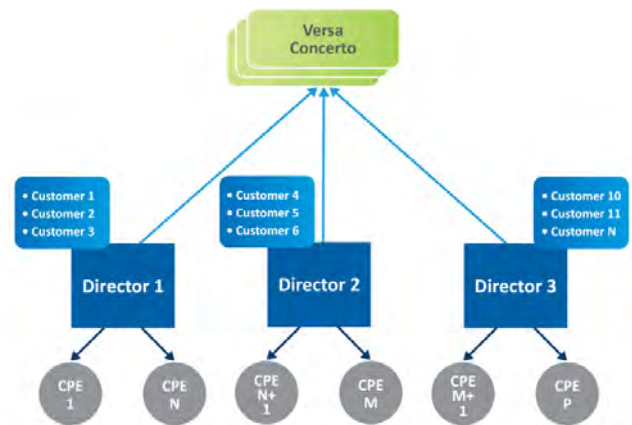 Versa
Concerto
• Customer 1
• Customer 2
• Customer 3
• Customer 4
• Customer 5
• Customer 6
• Customer 10
• Customer 11
• Customer N
Director 1
Director 2
Director 3
CPE
1
CPE
N
CPE
N+
1
CPE
M
CPE
M+
1
CPE
P